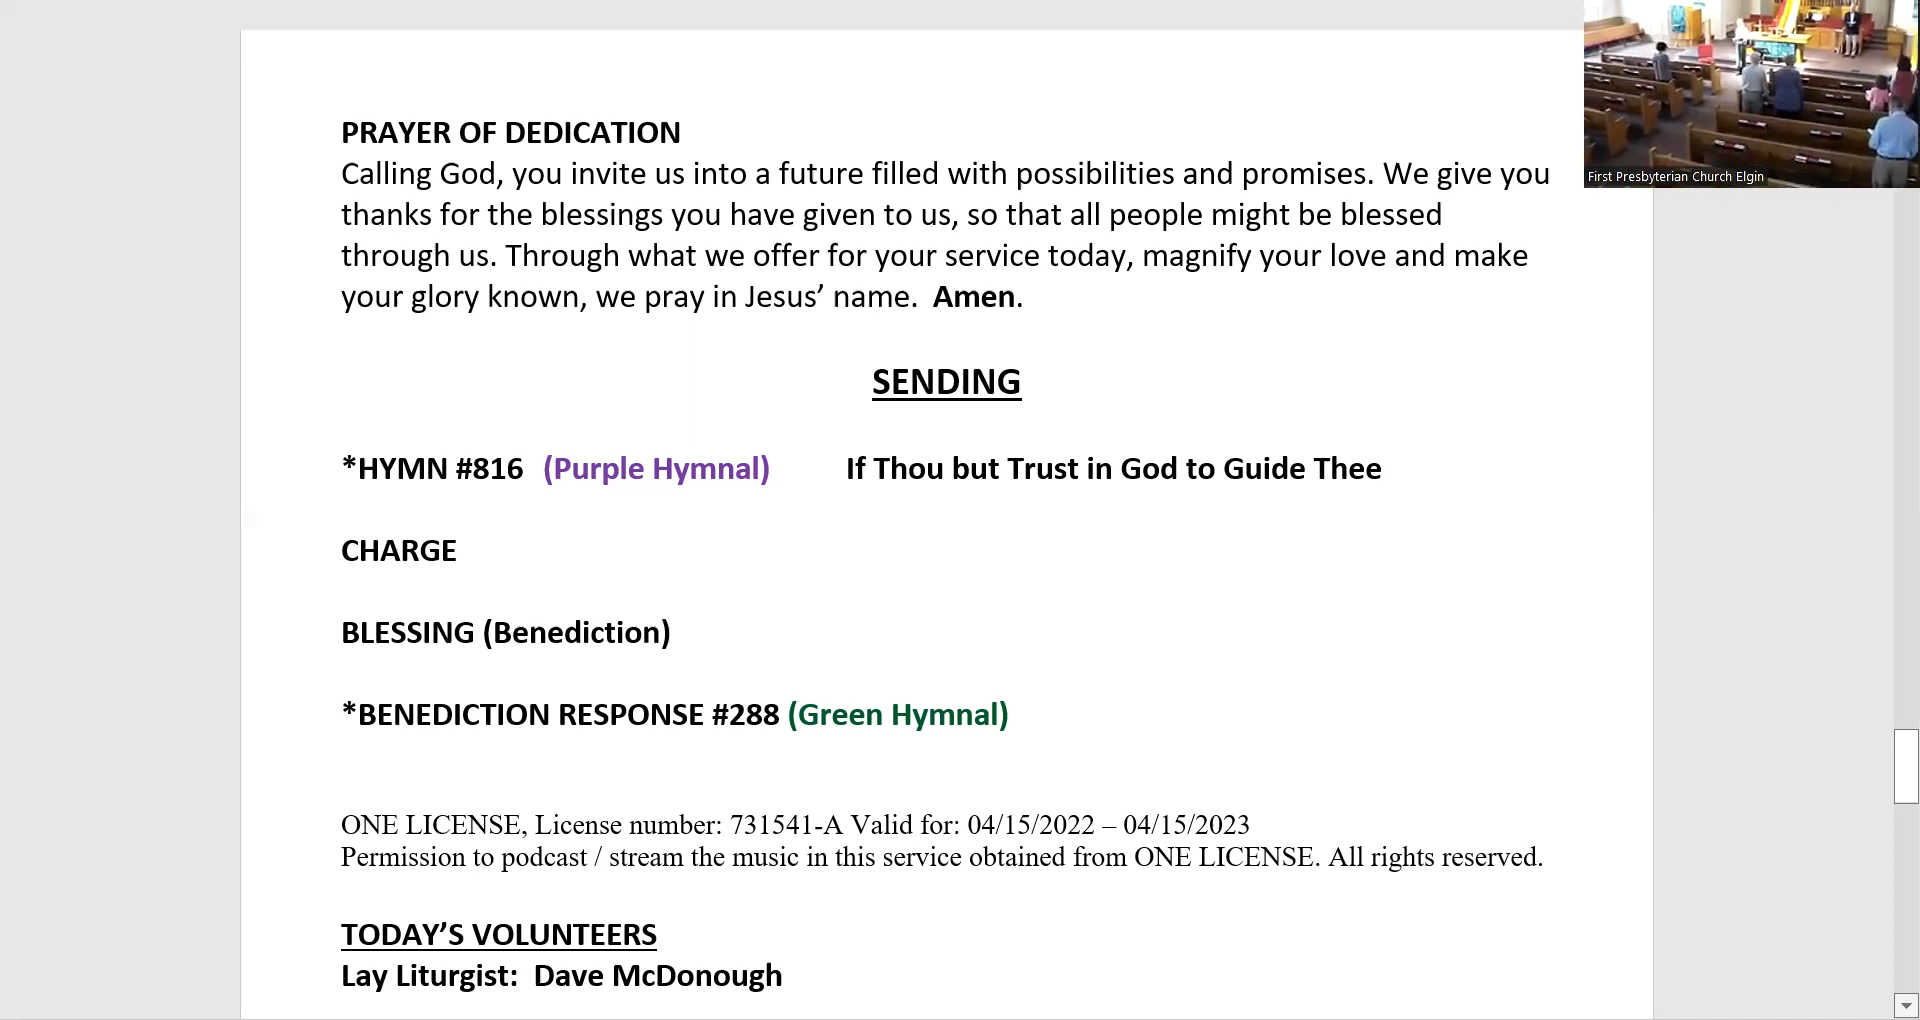 PRAYER OF DEDICATION
Calling God, you invite us into a future filled with possibilities and promises. We give you
thanks for the blessings you have given to us, so that all people might be blessed
through us. Through what we offer for your service today, magnify your love and make
your glory known, we pray in Jesus’ name.  Amen.
SENDING
*HYMN #816  (Purple Hymnal)  If Thou but Trust in God to Guide Thee
CHARGE
BLESSING (Benediction)
*BENEDICTION RESPONSE #288 (Green Hymnal)
ONE LICENSE, License number: 731541-A Valid for: 04/15/2022 – 04/15/2023
Permission to podcast / stream the music in this service obtained from ONE LICENSE. All rights reserved.
TODAY’S VOLUNTEERS
Lay Liturgist:  Dave McDonough
First Presbyterian Church Elgin